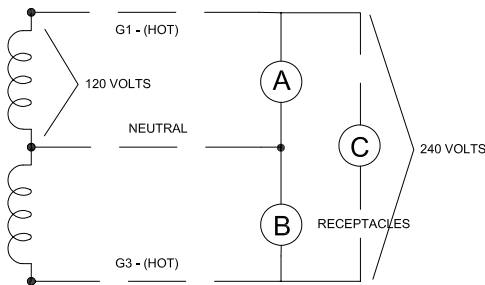 G1 - (HOT)
A
120 VOLTS
NEUTRAL
C
240 VOLTS
B
RECEPTACLES
G3 - (HOT)